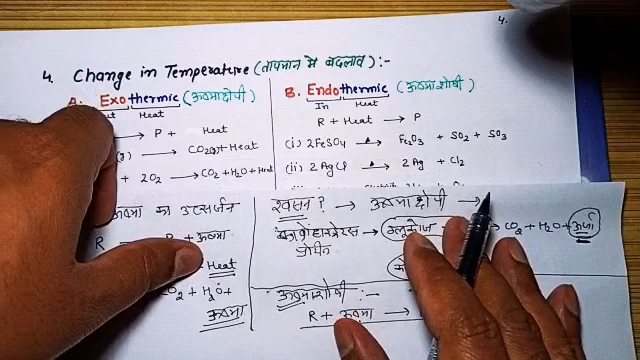 4.
4. Change in Temperature (तापमान में बदलाव) :-
A. Exothermic (ऊष्माक्षेपी)
Heat
→ P + Heat
(g) → CO2(g) + Heat
+ 2O2 → CO2 + H2O + Heat
B. Endothermic (ऊष्माशोषी)
In Heat
R + Heat → P
(i) 2FeSO4 → Fe2O3 + SO2 + SO3
(ii) 2AgCl → 2Ag + Cl2
ऊष्मा का उत्सर्जन
R + ऊष्मा
+ Heat
CO2 + H2O +
ऊष्मा
श्वसन ? → ऊष्माक्षेपी →
→ ग्लूकोज → CO2 + H2O + ऊर्जा
प्रोटीन
ऊष्माशोषी :-
R + ऊष्मा →